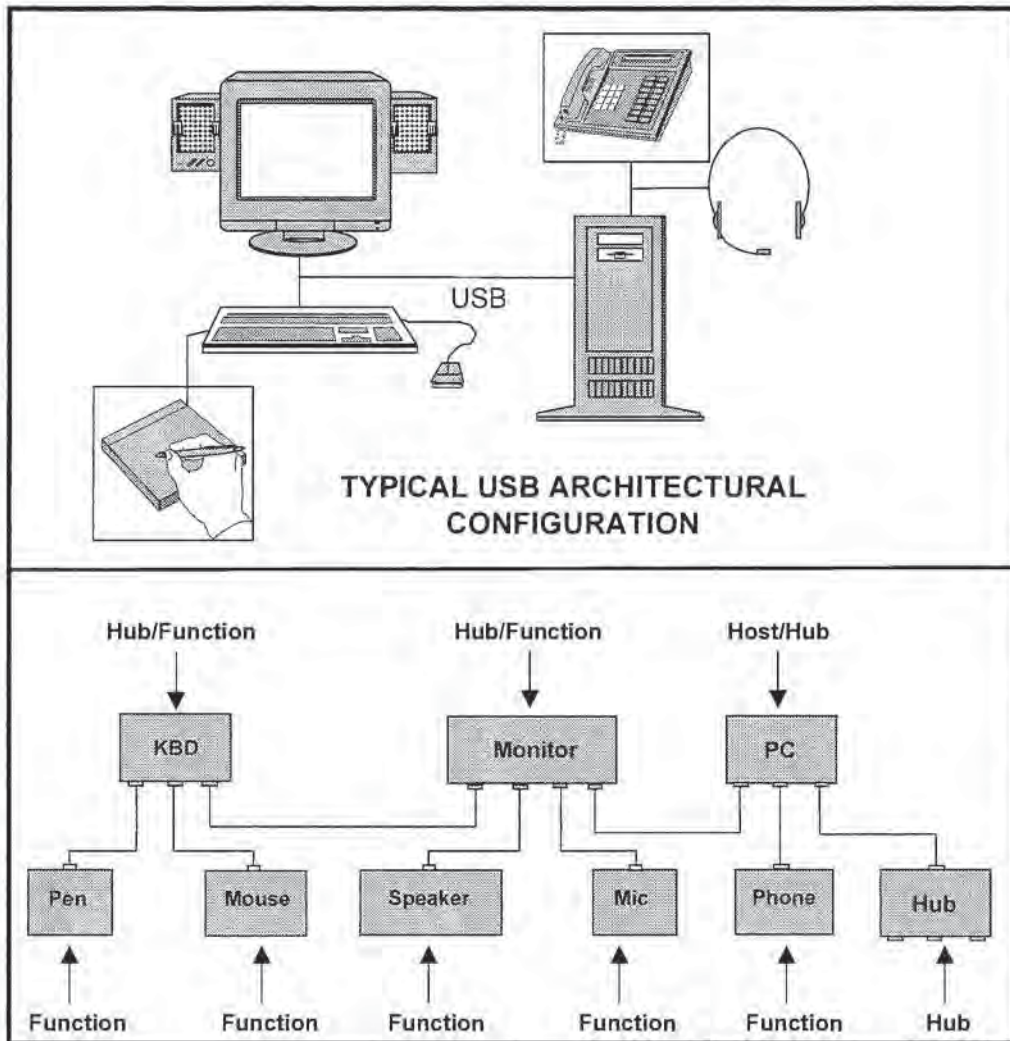 USB
TYPICAL USB ARCHITECTURAL
CONFIGURATION
Hub/Function
Hub/Function
Host/Hub
KBD
Monitor
PC
Pen
Mouse
Speaker
Mic
Phone
Hub
Function
Function
Function
Function
Function
Hub